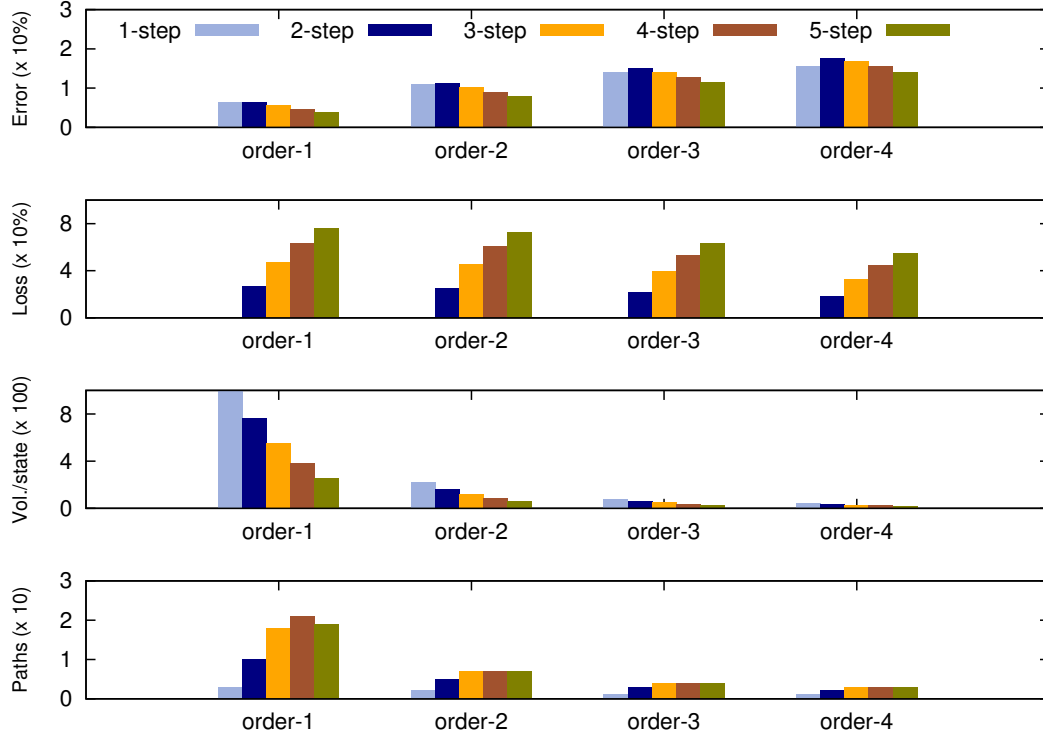 3
1-step 2-step 3-step 4-step 5-step
2
1
0
Error (x 10%)
order-1 order-2 order-3 order-4
8
4
0
Loss (x 10%)
order-1 order-2 order-3 order-4
8
4
0
Vol./state (x 100)
order-1 order-2 order-3 order-4
3
2
1
0
Paths (x 10)
order-1 order-2 order-3 order-4